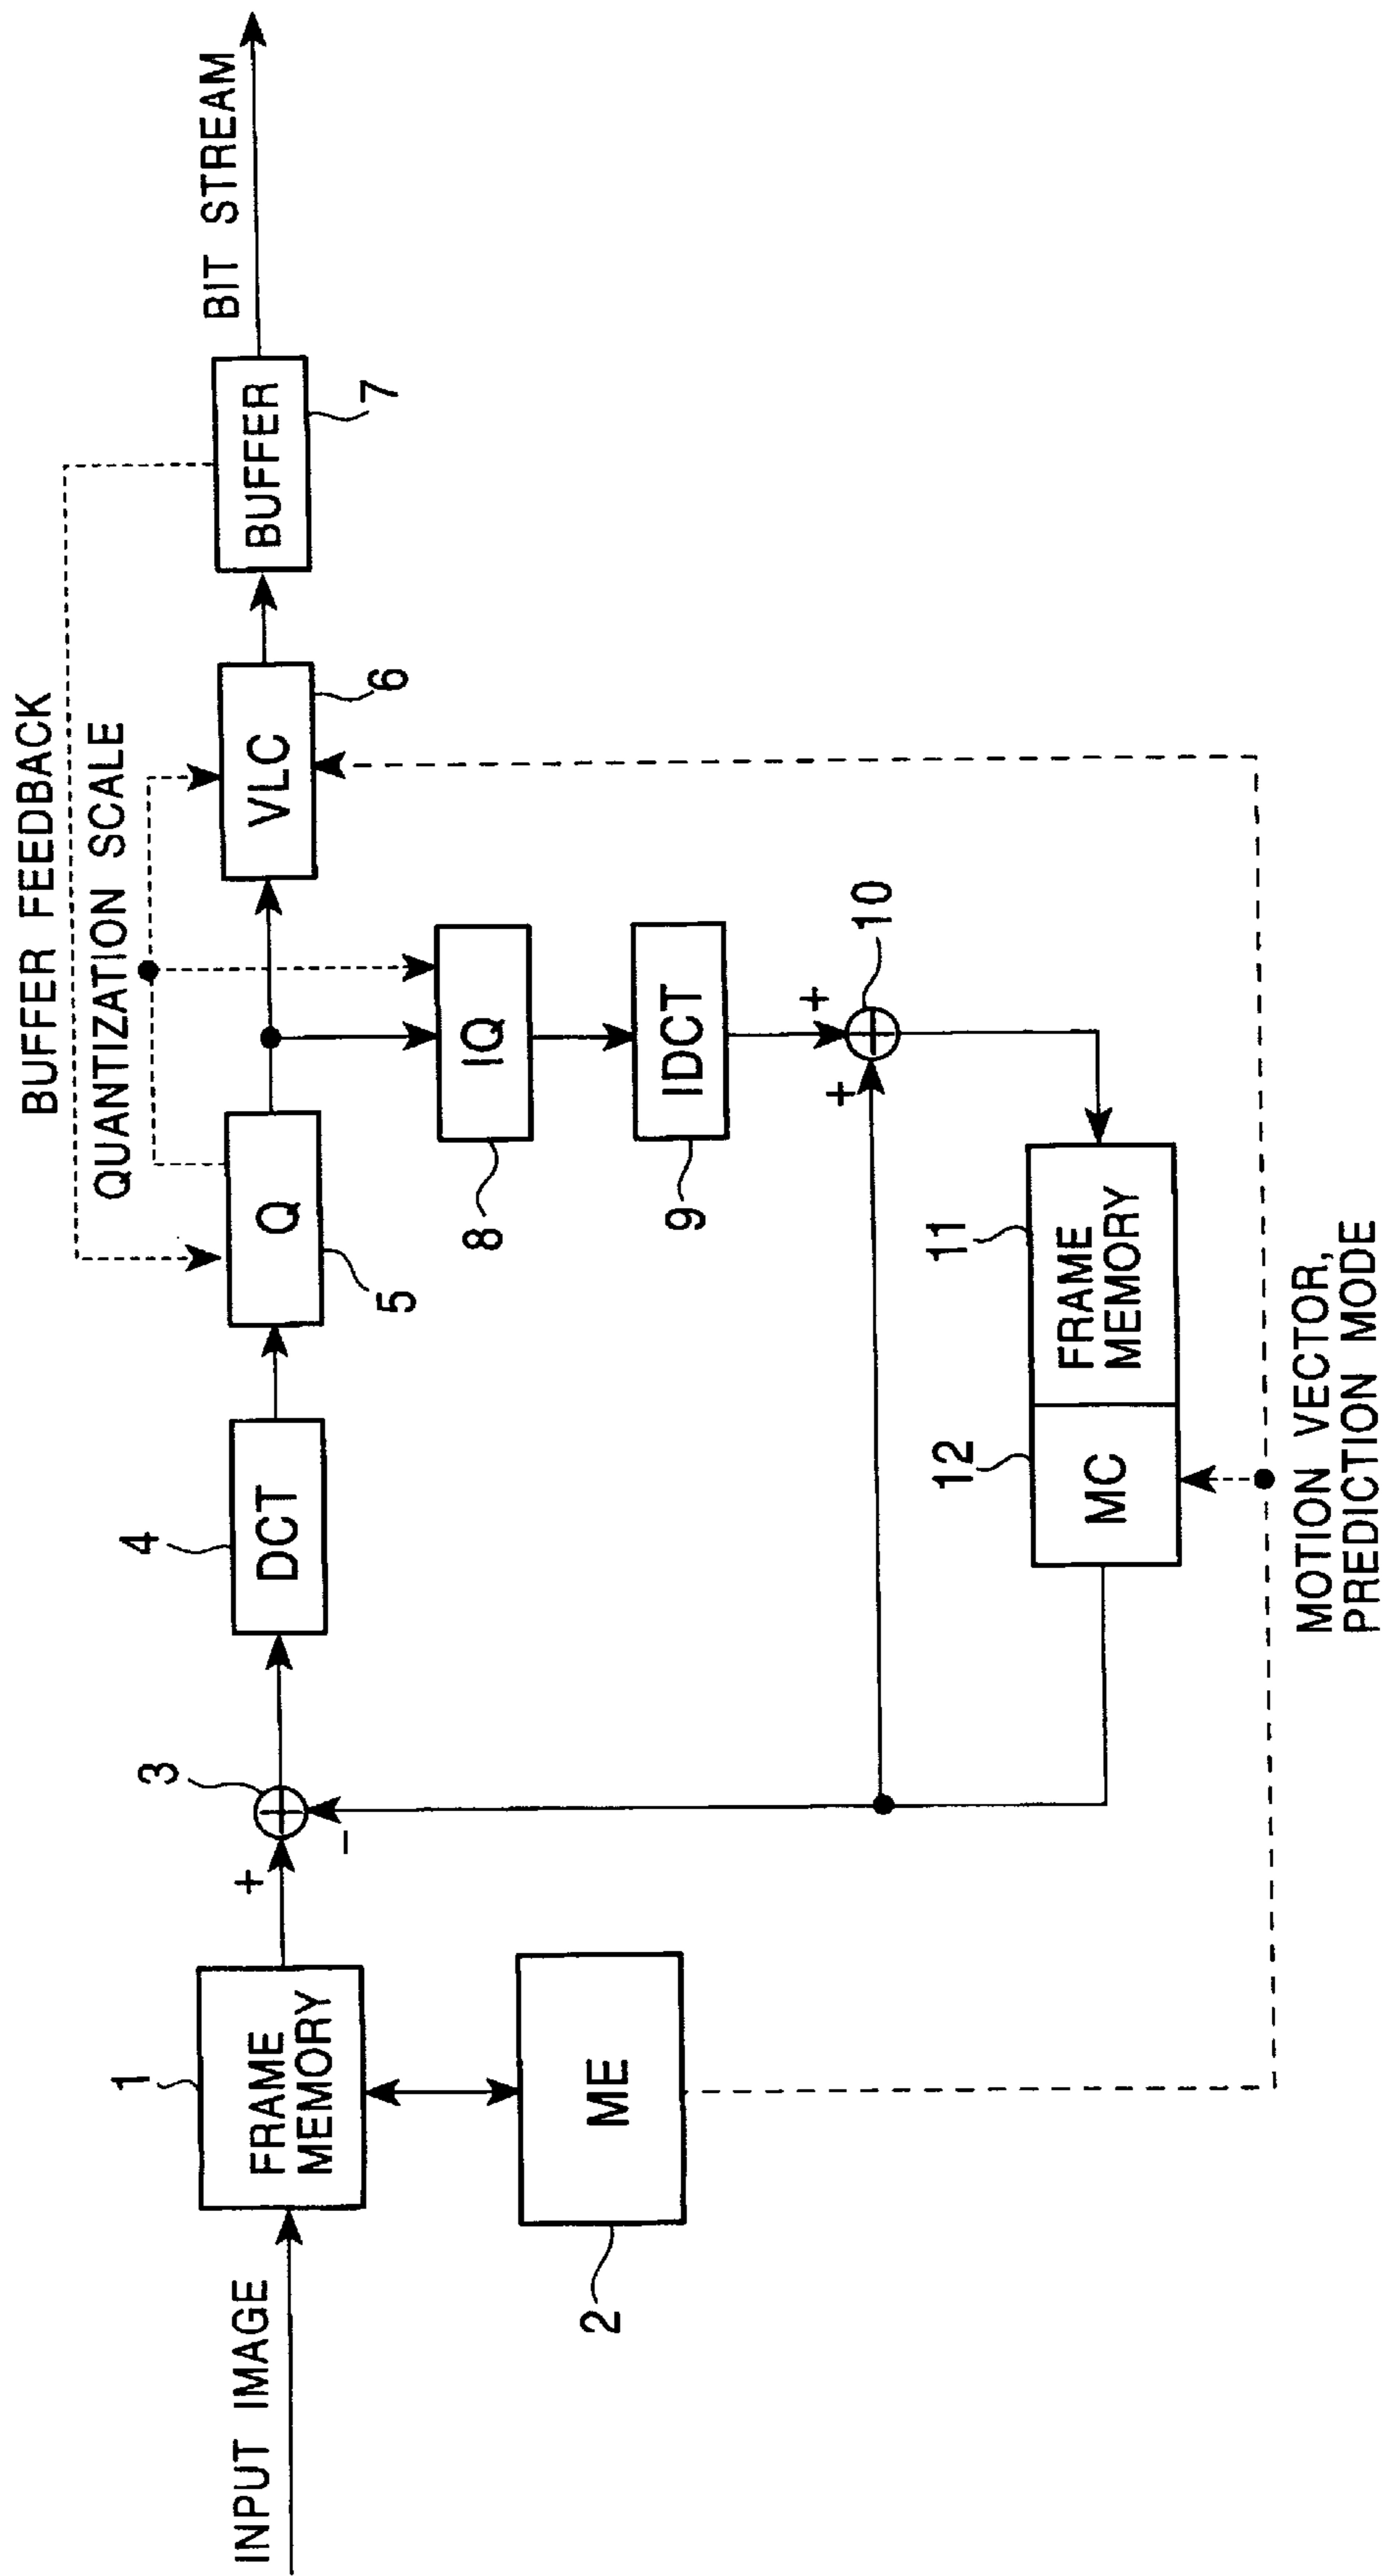 BUFFER FEEDBACK
QUANTIZATION SCALE
INPUT IMAGE
1
FRAME
MEMORY
+
-
3
4
DCT
5
Q
6
VLC
7
BUFFER
BIT STREAM
2
ME
8
IQ
9
IDCT
+
+
10
12
MC
11
FRAME
MEMORY
MOTION VECTOR,
PREDICTION MODE